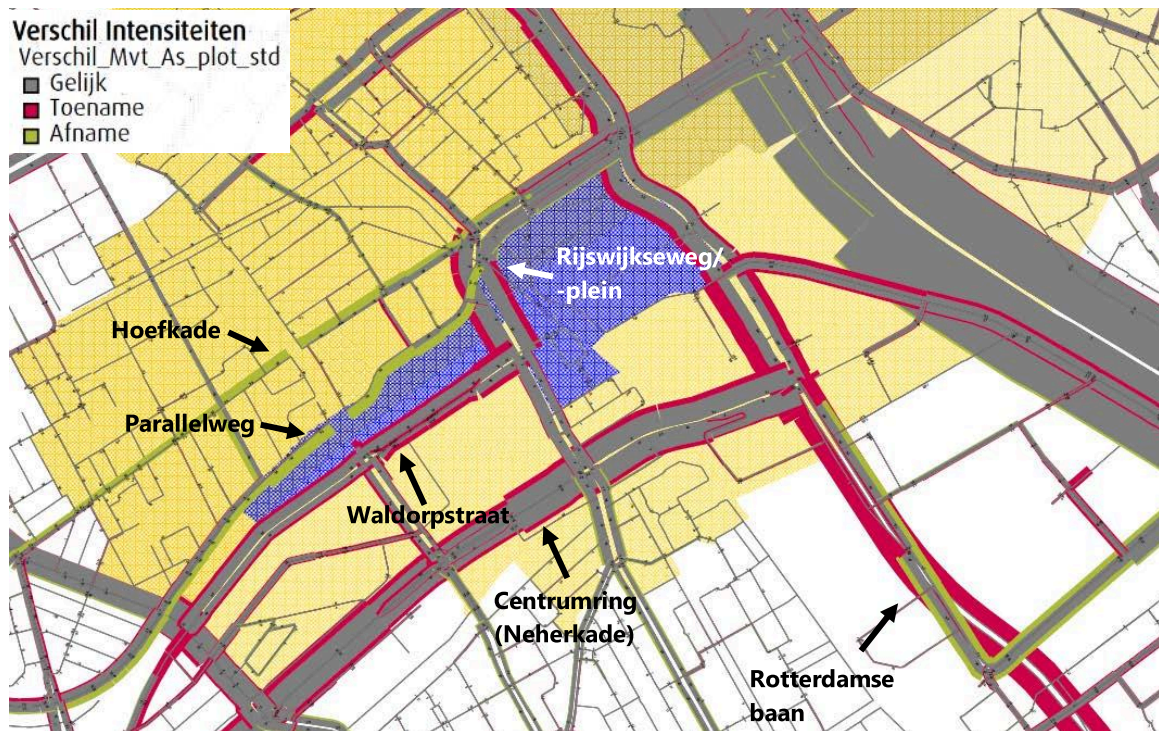 Verschil Intensiteiten
Verschil_Mvt_As_plot_std
Gelijk
Toename
Afname
Rijswijkseweg/
-plein
Hoefkade
Parallelweg
Waldorpstraat
Centrumring
(Neherkade)
Rotterdamse
baan